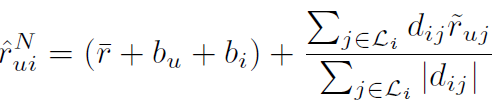 $\hat{r}_{ui}^{N} = (\bar{r} + b_u + b_i) + \frac{\sum_{j \in \mathcal{L}_i} d_{ij} \tilde{r}_{uj}}{\sum_{j \in \mathcal{L}_i} |d_{ij}|}$